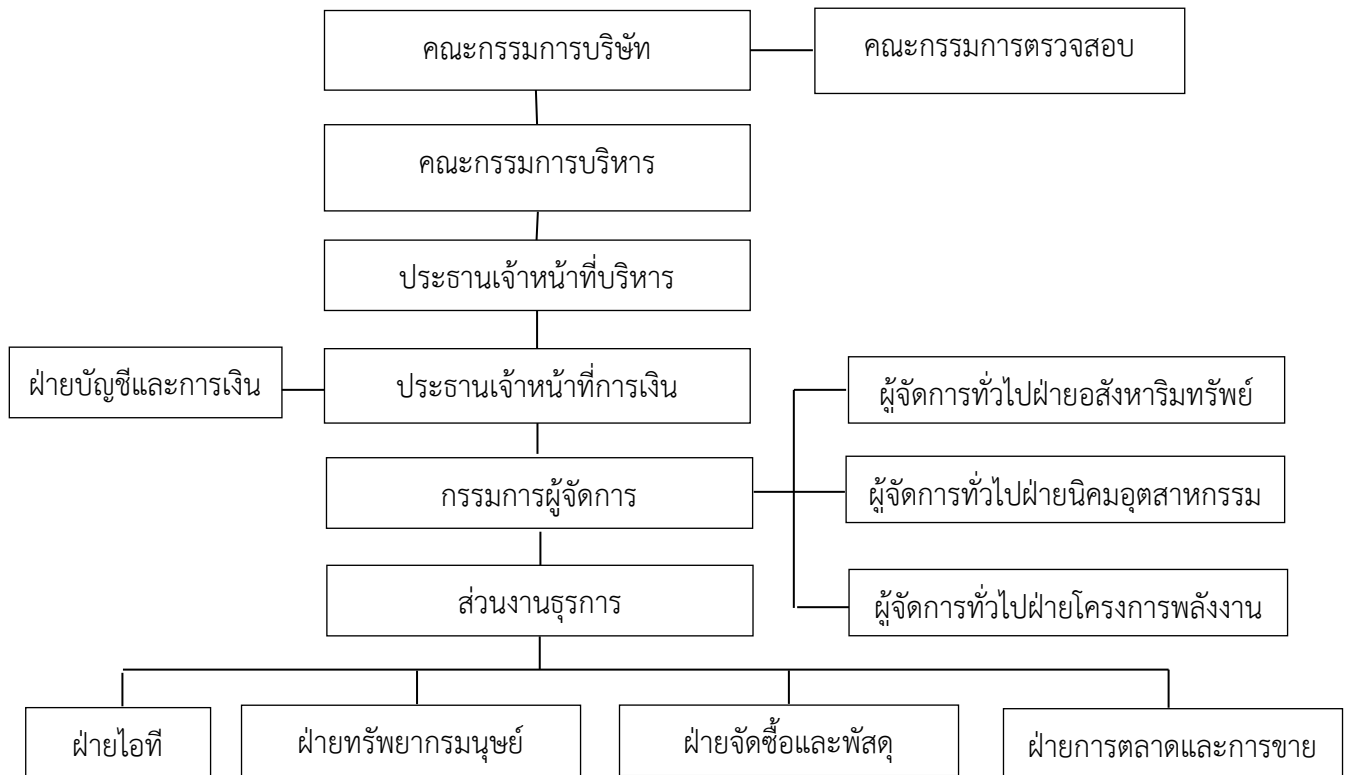 คณะกรรมการบริษัท
คณะกรรมการตรวจสอบ
คณะกรรมการบริหาร
ประธานเจ้าหน้าที่บริหาร
ฝ่ายบัญชีและการเงิน
ประธานเจ้าหน้าที่การเงิน
ผู้จัดการทั่วไปฝ่ายอสังหาริมทรัพย์
กรรมการผู้จัดการ
ผู้จัดการทั่วไปฝ่ายนิคมอุตสาหกรรม
ส่วนงานธุรการ
ผู้จัดการทั่วไปฝ่ายโครงการพลังงาน
ฝ่ายไอที
ฝ่ายทรัพยากรมนุษย์
ฝ่ายจัดซื้อและพัสดุ
ฝ่ายการตลาดและการขาย